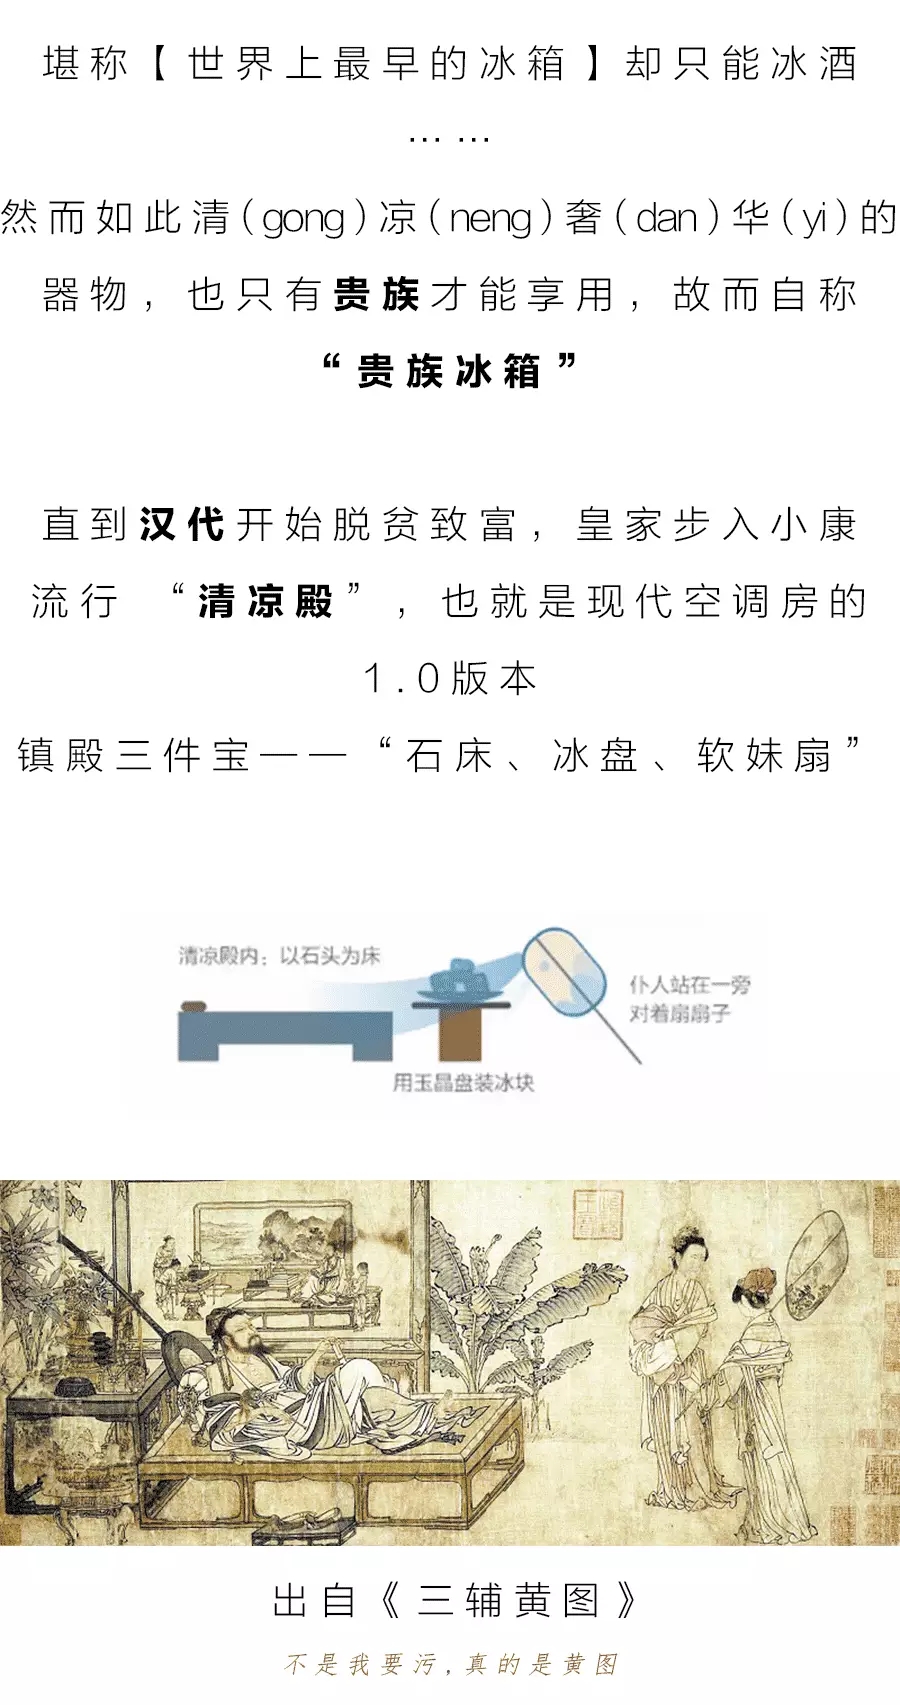 堪称【世界上最早的冰箱】却只能冰酒
……
然而如此清(gong)凉(neng)奢(dan)华(yi)的
器物，也只有贵族才能享用，故而自称
“贵族冰箱”
直到汉代开始脱贫致富，皇家步入小康
流行 “清凉殿”，也就是现代空调房的
1.0版本
镇殿三件宝——“石床、冰盘、软妹扇”
清凉殿内：以石头为床
仆人站在一旁
对着扇扇子
用玉晶盘装冰块
出自《三辅黄图》
不是我要污,真的是黄图